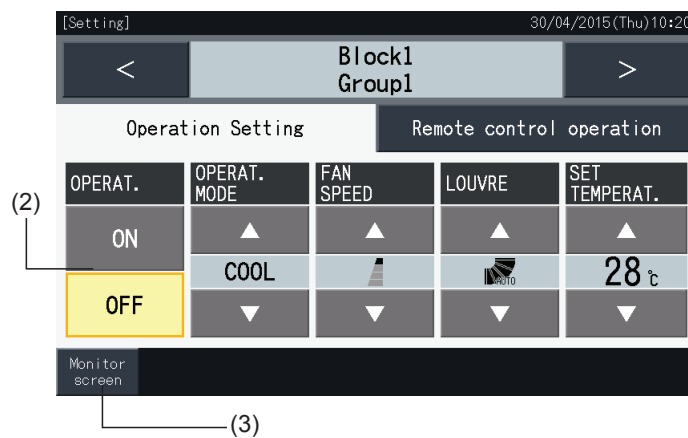 [Setting] 30/04/2015(Thu)10:20
< Block1 >
Group1
Operation Setting Remote control operation
OPERAT. OPERAT. MODE FAN SPEED LOUVRE SET TEMPERAT.
(2)
ON
COOL AUTO 28 ℃
OFF
Monitor
screen
(3)